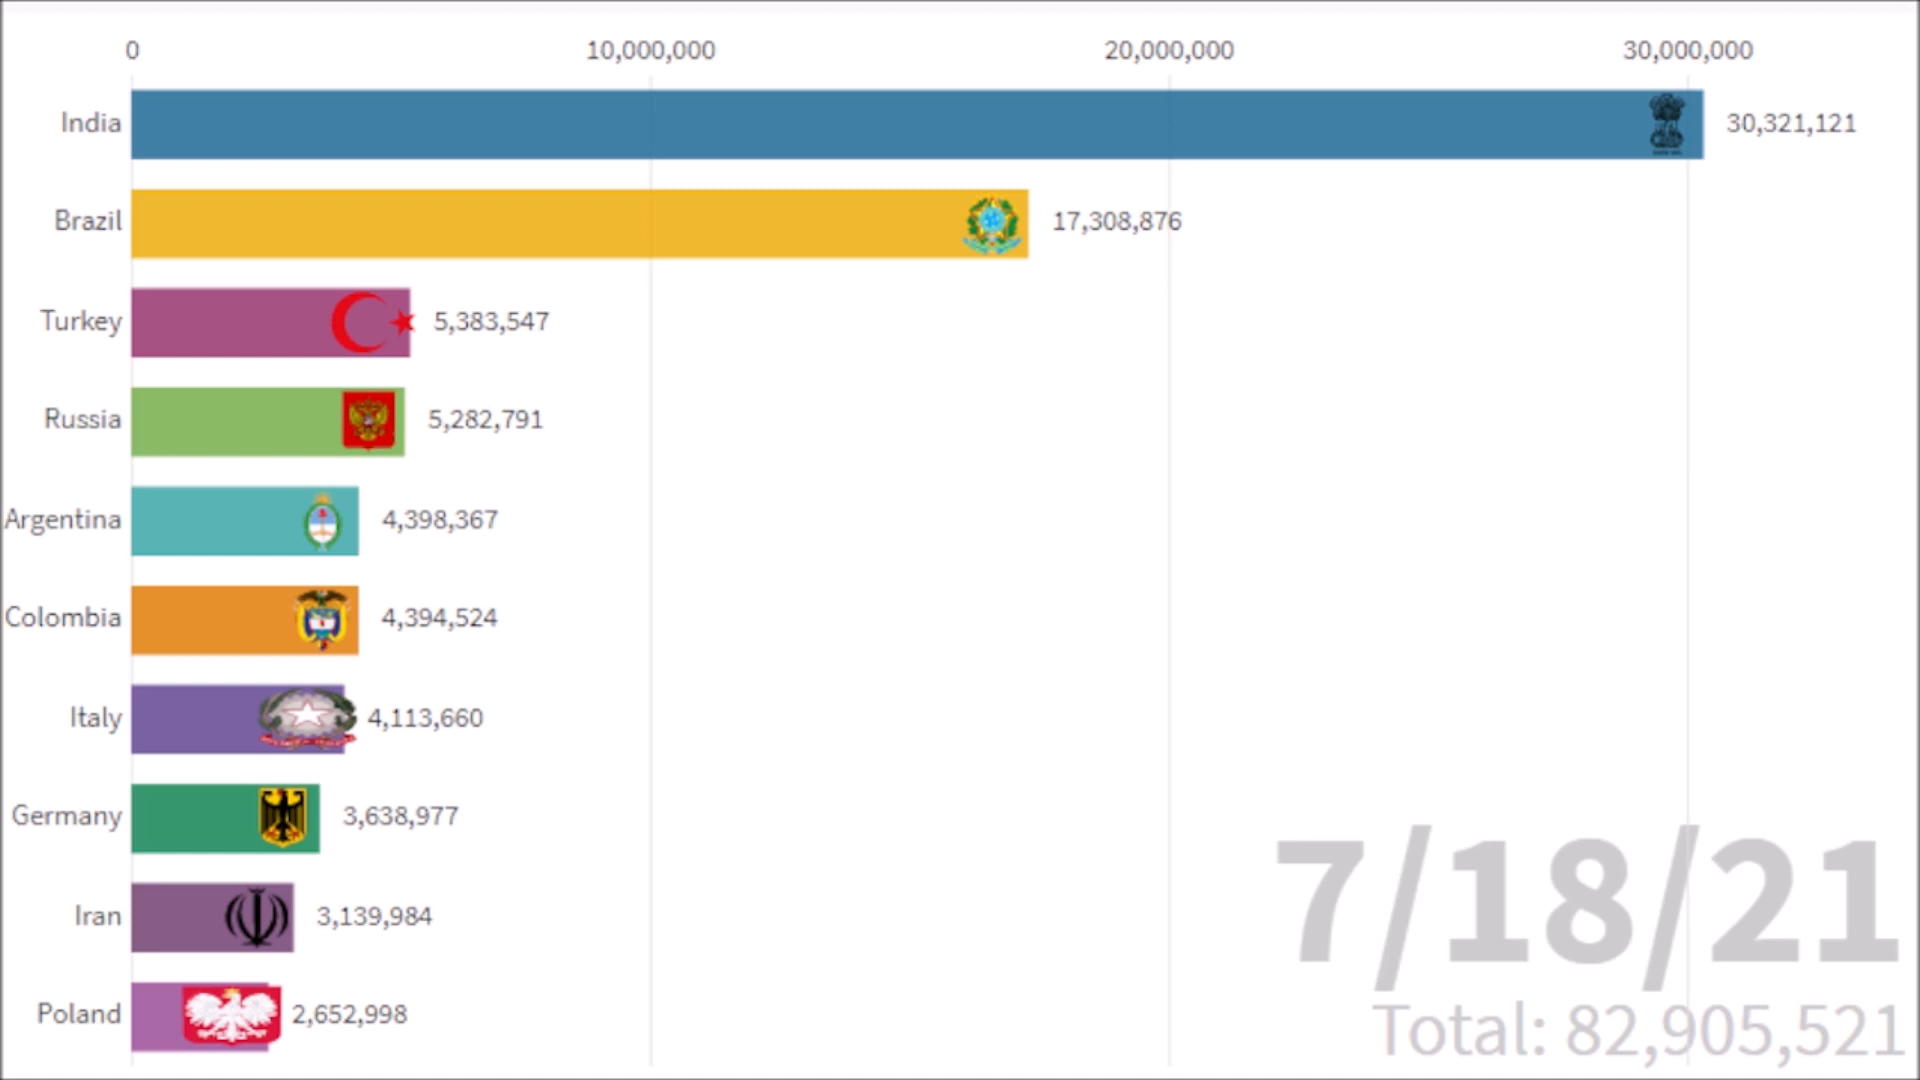 0 10,000,000 20,000,000 30,000,000
India 30,321,121
Brazil 17,308,876
Turkey 5,383,547
Russia 5,282,791
Argentina 4,398,367
Colombia 4,394,524
Italy 4,113,660
Germany 3,638,977
Iran 3,139,984
Poland 2,652,998
7/18/21
Total: 82,905,521